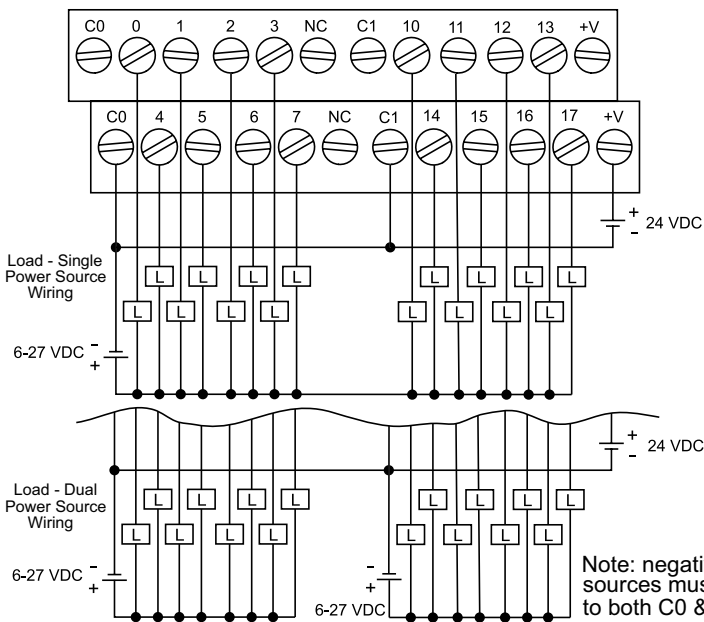 C0 0 1 2 3 NC C1 10 11 12 13 +V
C0 4 5 6 7 NC C1 14 15 16 17 +V
+
-
24 VDC
Load - Single
Power Source
Wiring
L L L L L L L L
L L L L L L L L
6-27 VDC
-
+
+
-
24 VDC
Load - Dual
Power Source
Wiring
L L L L L L L L
L L L L L L L L
6-27 VDC
-
+
-
+
6-27 VDC
Note: negati
sources mus
to both C0 &